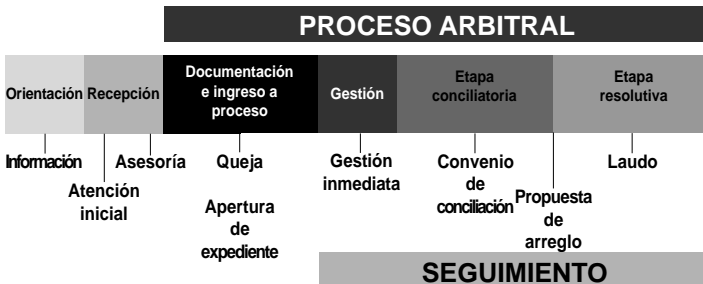 PROCESO ARBITRAL
Orientación
Recepción
Documentación
e ingreso a
proceso
Gestión
Etapa
conciliatoria
Etapa
resolutiva
Información
Atención
inicial
Asesoría
Queja
Apertura
de
expediente
Gestión
inmediata
Convenio
de
conciliación
Propuesta
de
arreglo
Laudo
SEGUIMIENTO